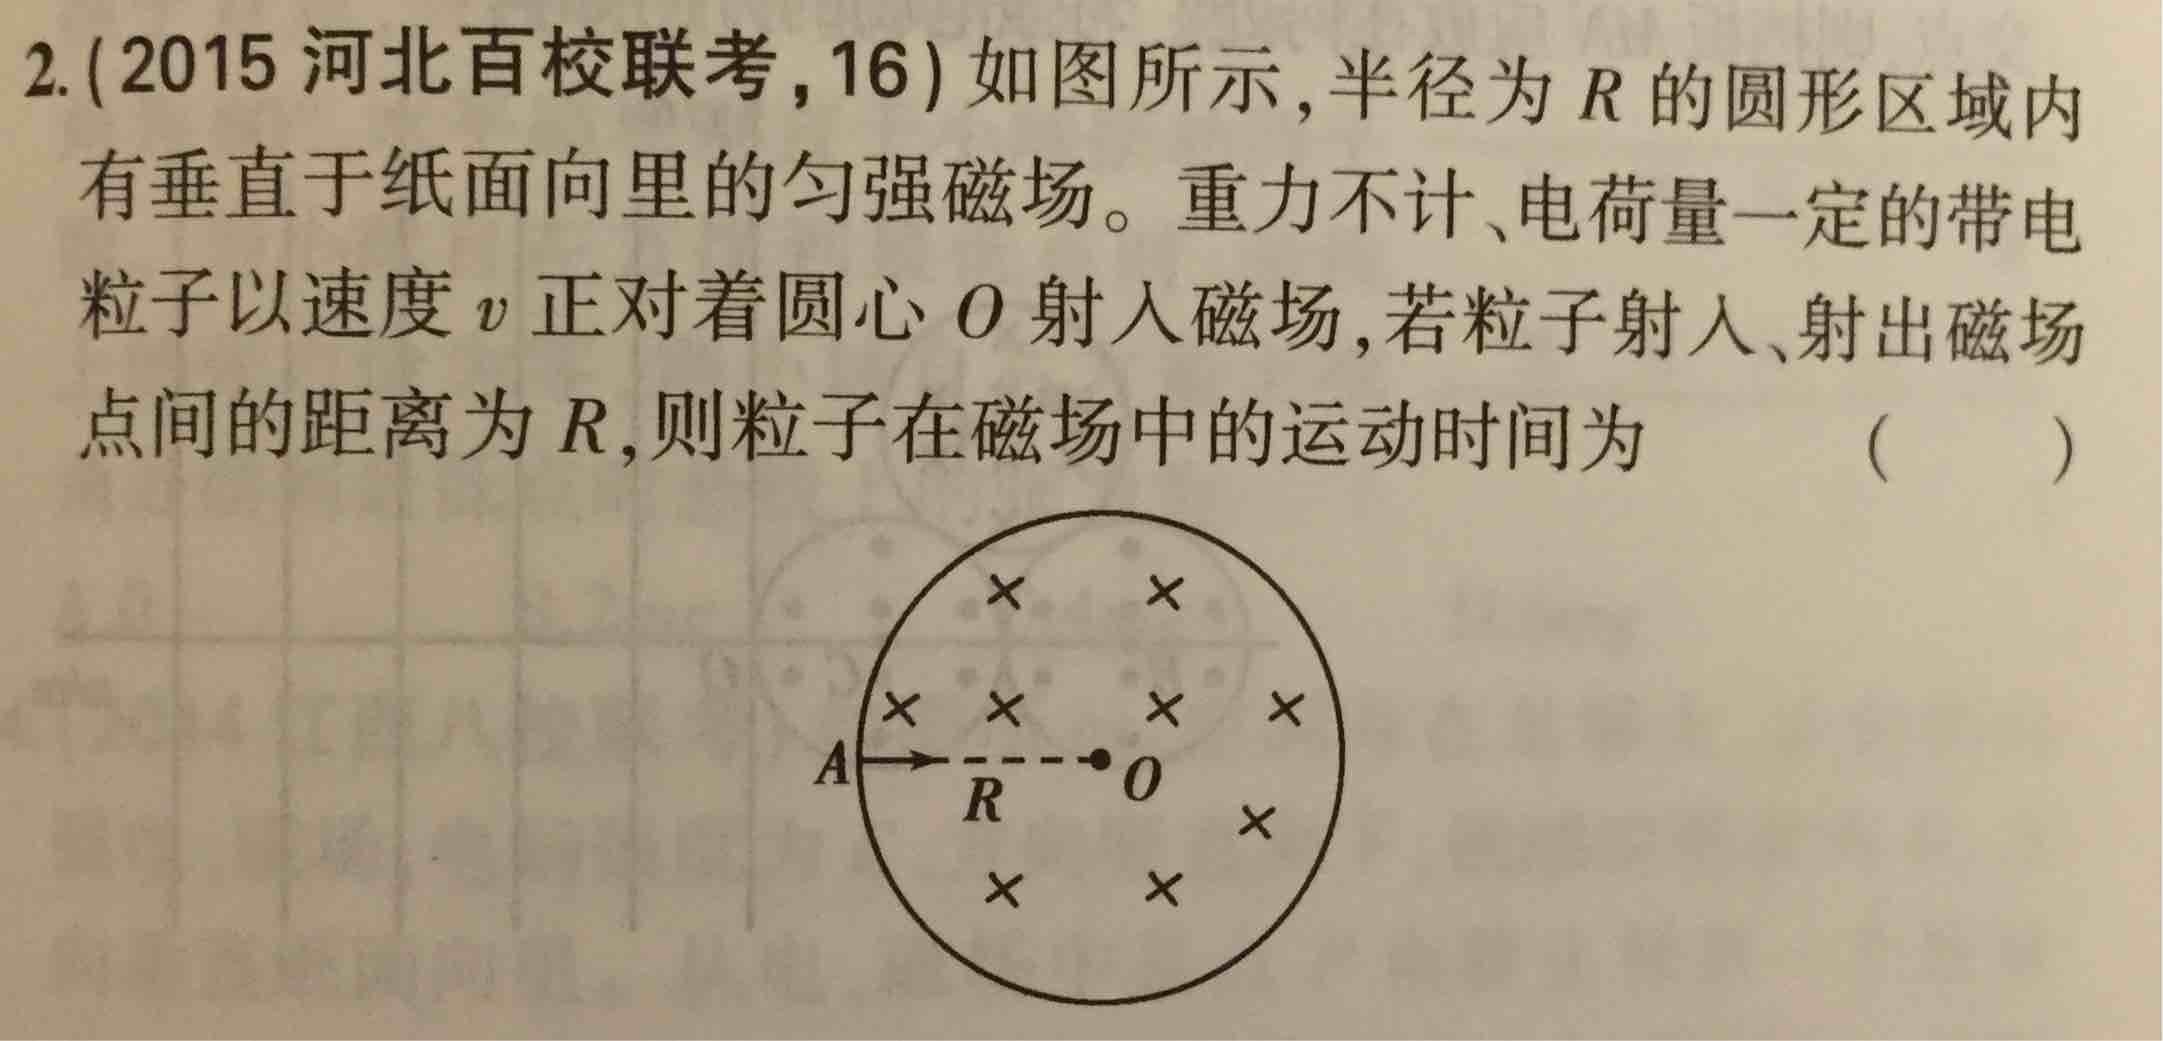 2.(2015 河北百校联考,16)如图所示,半径为 R 的圆形区域内
有垂直于纸面向里的匀强磁场。重力不计、电荷量一定的带电
粒子以速度 v 正对着圆心 O 射入磁场,若粒子射入、射出磁场
点间的距离为 R,则粒子在磁场中的运动时间为 (  )
A
R
O